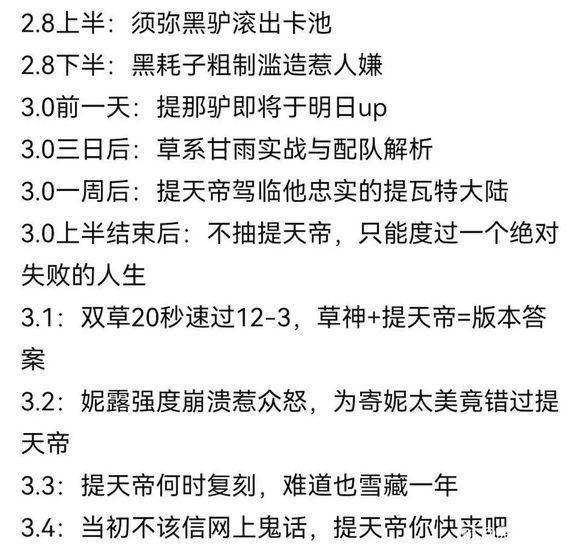 2.8上半：须弥黑驴滚出卡池
2.8下半：黑耗子粗制滥造惹人嫌
3.0前一天：提那驴即将于明日up
3.0三日后：草系甘雨实战与配队解析
3.0一周后：提天帝驾临他忠实的提瓦特大陆
3.0上半结束后：不抽提天帝，只能度过一个绝对
失败的人生
3.1：双草20秒速过12-3，草神+提天帝=版本答
案
3.2：妮露强度崩溃惹众怒，为寄妮太美竟错过提
天帝
3.3：提天帝何时复刻，难道也雪藏一年
3.4：当初不该信网上鬼话，提天帝你快来吧